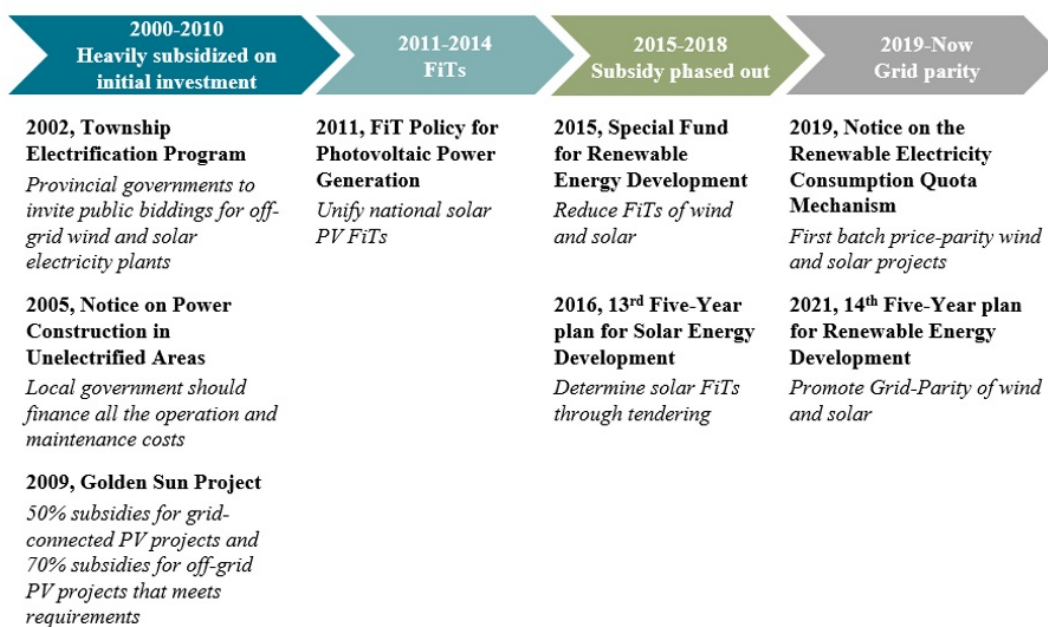 2000-2010
Heavily subsidized on
initial investment
2011-2014
FiTs
2015-2018
Subsidy phased out
2019-Now
Grid parity
2002, Township
Electrification Program
Provincial governments to
invite public biddings for off-
grid wind and solar
electricity plants
2005, Notice on Power
Construction in
Unelectrified Areas
Local government should
finance all the operation and
maintenance costs
2009, Golden Sun Project
50% subsidies for grid-
connected PV projects and
70% subsidies for off-grid
PV projects that meets
requirements
2011, FiT Policy for
Photovoltaic Power
Generation
Unify national solar
PV FiTs
2015, Special Fund
for Renewable
Energy Development
Reduce FiTs of wind
and solar
2016, 13rd Five-Year
plan for Solar Energy
Development
Determine solar FiTs
through tendering
2019, Notice on the
Renewable Electricity
Consumption Quota
Mechanism
First batch price-parity wind
and solar projects
2021, 14th Five-Year plan
for Renewable Energy
Development
Promote Grid-Parity of wind
and solar